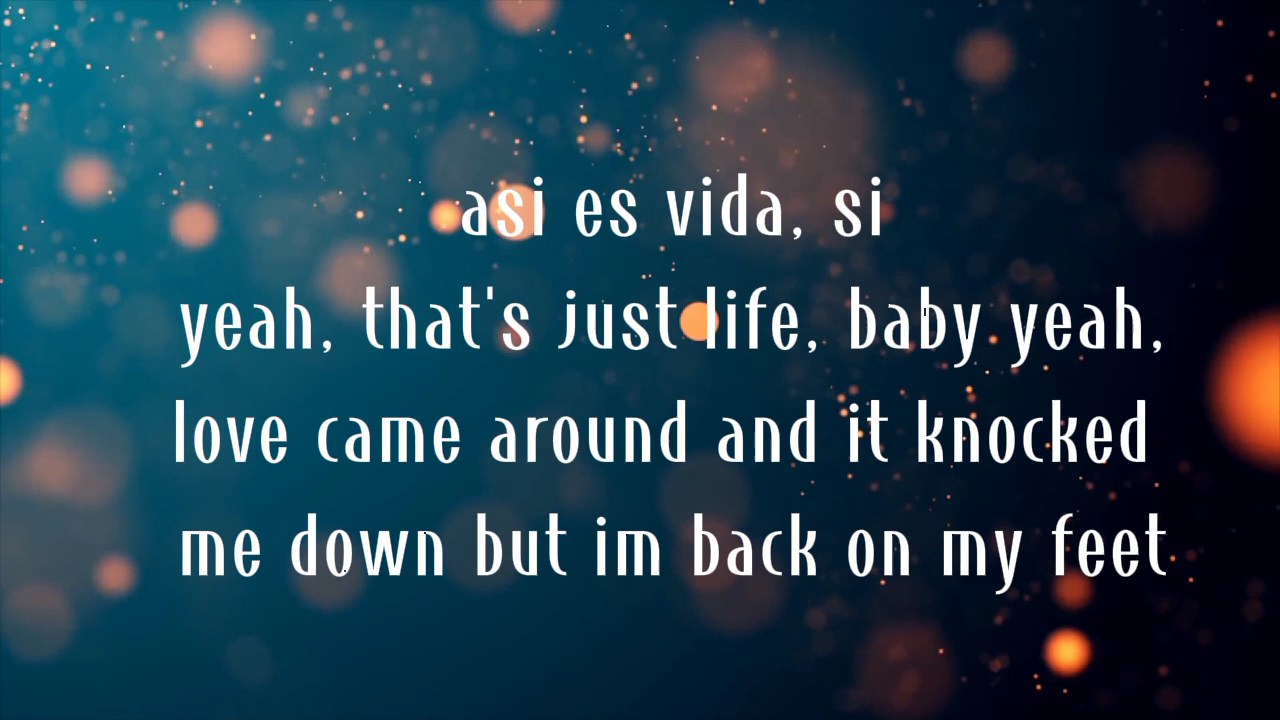 asi es vida, si
yeah, that's just life, baby yeah,
love came around and it knocked
me down but im back on my feet